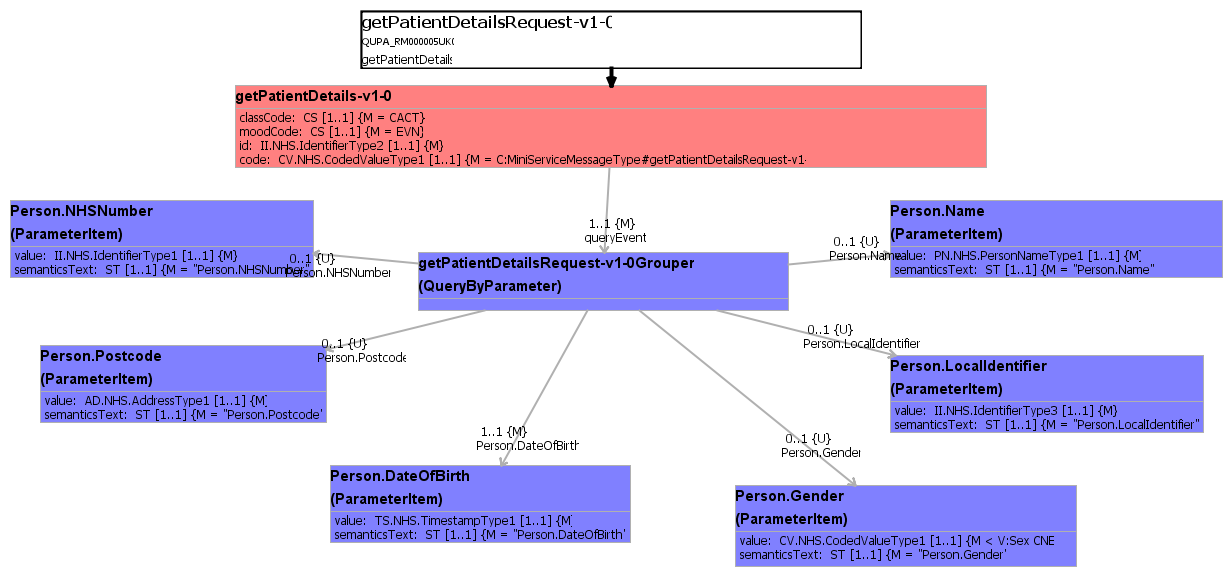 getPatientDetailsRequest-v1-0
QUPA_RM000005UK0
getPatientDetails
getPatientDetails-v1-0
classCode: CS [1..1] {M = CACT}
moodCode: CS [1..1] {M = EVN}
id: II.NHS.IdentifierType2 [1..1] {M}
code: CV.NHS.CodedValueType1 [1..1] {M = C:MiniServiceMessageType#getPatientDetailsRequest-v1-
1..1 {M}
queryEvent
Person.NHSNumber
(ParameterItem)
value: II.NHS.IdentifierType1 [1..1] {M}
semanticsText: ST [1..1] {M = "Person.NHSNumber"
0..1 {U}
Person.NHSNumber
getPatientDetailsRequest-v1-0Grouper
(QueryByParameter)
0..1 {U}
Person.Name
Person.Name
(ParameterItem)
value: PN.NHS.PersonNameType1 [1..1] {M}
semanticsText: ST [1..1] {M = "Person.Name"
0..1 {U}
Person.Postcode
Person.Postcode
(ParameterItem)
value: AD.NHS.AddressType1 [1..1] {M}
semanticsText: ST [1..1] {M = "Person.Postcode"
0..1 {U}
Person.LocalIdentifier
Person.LocalIdentifier
(ParameterItem)
value: II.NHS.IdentifierType3 [1..1] {M}
semanticsText: ST [1..1] {M = "Person.LocalIdentifier"
1..1 {M}
Person.DateOfBirth
Person.DateOfBirth
(ParameterItem)
value: TS.NHS.TimestampType1 [1..1] {M}
semanticsText: ST [1..1] {M = "Person.DateOfBirth"
0..1 {U}
Person.Gender
Person.Gender
(ParameterItem)
value: CV.NHS.CodedValueType1 [1..1] {M < V:Sex CNE
semanticsText: ST [1..1] {M = "Person.Gender"